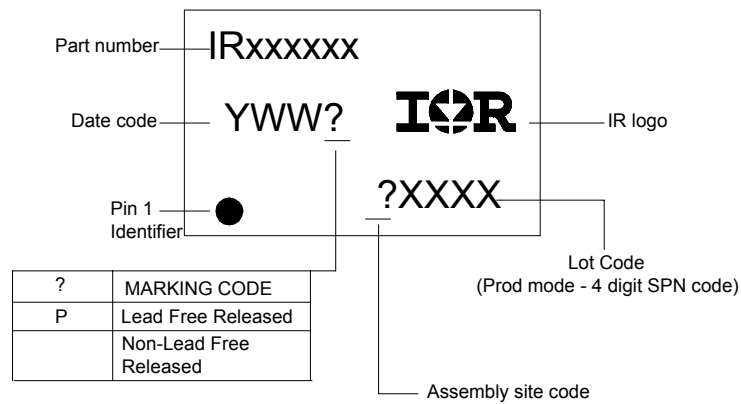 Part number
IRxxxxxx
Date code
YWW?
IOR
IR logo
Pin 1
Identifier
?XXXX
Lot Code
(Prod mode - 4 digit SPN code)
? MARKING CODE
P Lead Free Released
Non-Lead Free
Released
Assembly site code